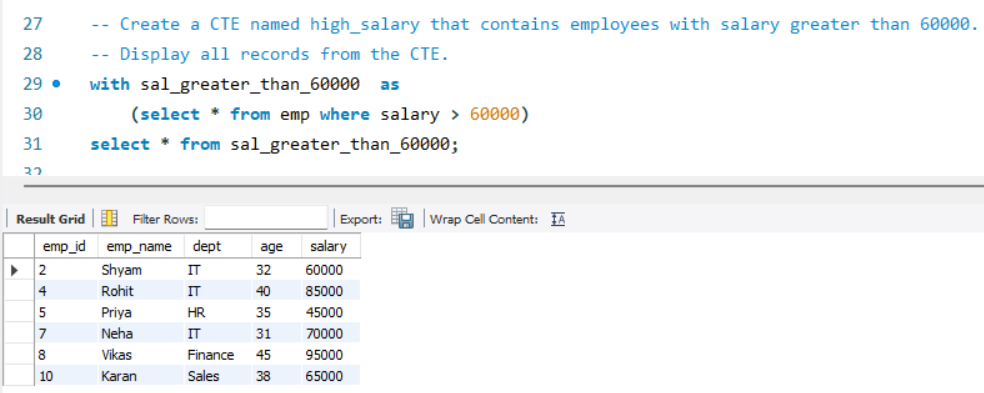 27 -- Create a CTE named high_salary that contains employees with salary greater than 60000.
28 -- Display all records from the CTE.
29 with sal_greater_than_60000 as
30 (select * from emp where salary > 60000)
31 select * from sal_greater_than_60000;
32
Result Grid Filter Rows: Export: Wrap Cell Content: IA
emp_id emp_name dept age salary
2 Shyam IT 32 60000
4 Rohit IT 40 85000
5 Priya HR 35 45000
7 Neha IT 31 70000
8 Vikas Finance 45 95000
10 Karan Sales 38 65000